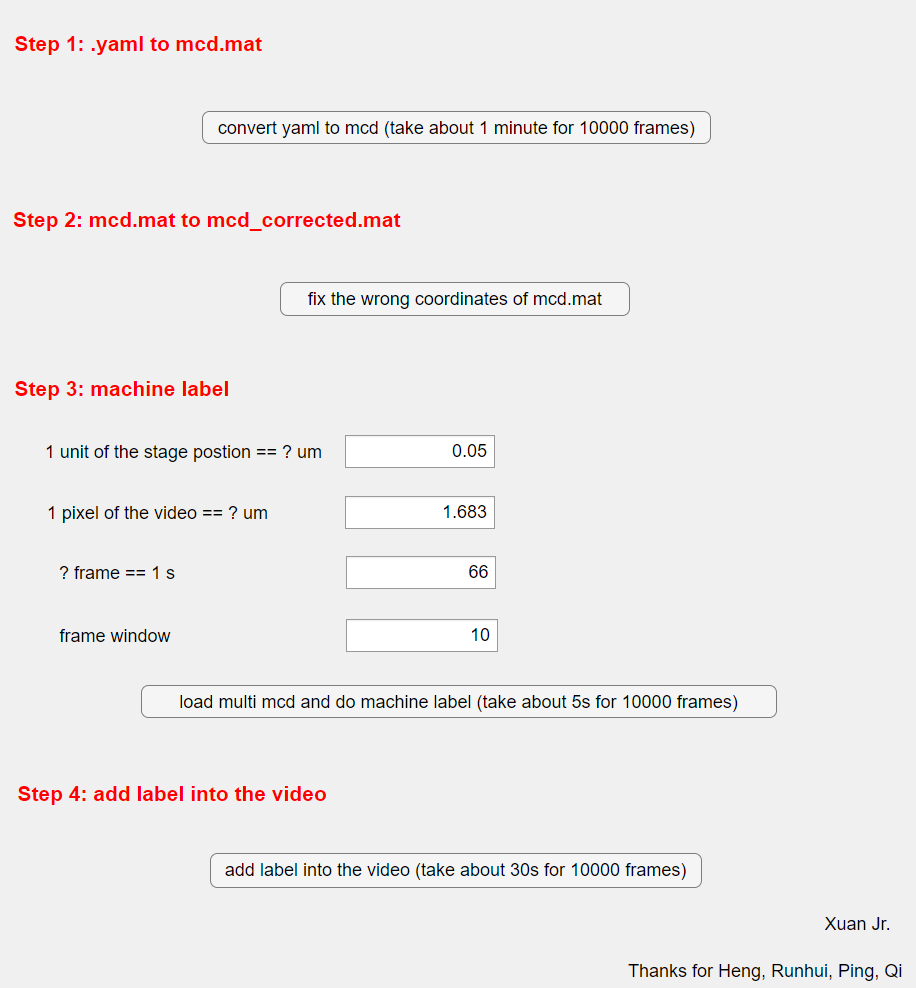 Step 1: .yaml to mcd.mat
convert yaml to mcd (take about 1 minute for 10000 frames)
Step 2: mcd.mat to mcd_corrected.mat
fix the wrong coordinates of mcd.mat
Step 3: machine label
1 unit of the stage postion == ? um 0.05
1 pixel of the video == ? um 1.683
? frame == 1 s 66
frame window 10
load multi mcd and do machine label (take about 5s for 10000 frames)
Step 4: add label into the video
add label into the video (take about 30s for 10000 frames)
Xuan Jr.
Thanks for Heng, Runhui, Ping, Qi